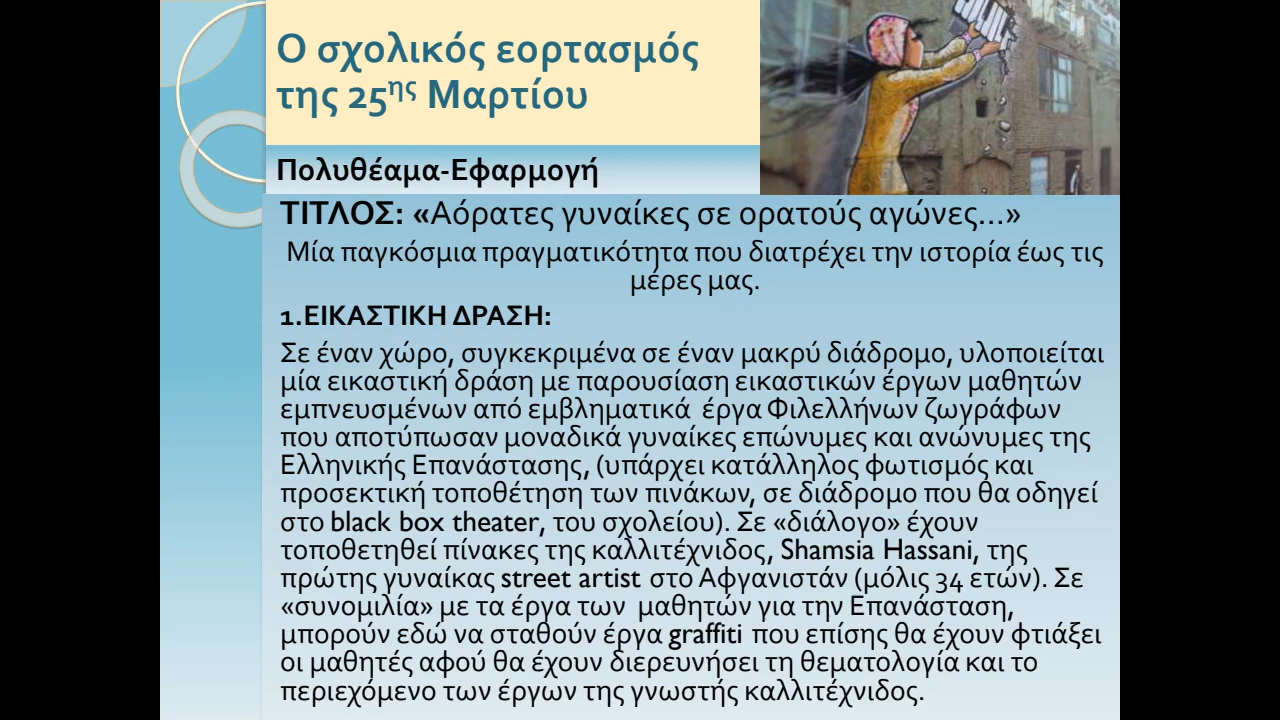 Ο σχολικός εορτασμός
της 25ης Μαρτίου
Πολυθέαμα-Εφαρμογή
ΤΙΤΛΟΣ: «Αόρατες γυναίκες σε ορατούς αγώνες...»
Μία παγκόσμια πραγματικότητα που διατρέχει την ιστορία έως τις
μέρες μας.
1.ΕΙΚΑΣΤΙΚΗ ΔΡΑΣΗ:
Σε έναν χώρο, συγκεκριμένα σε έναν μακρύ διάδρομο, υλοποιείται
μία εικαστική δράση με παρουσίαση εικαστικών έργων μαθητών
εμπνευσμένων από εμβληματικά έργα Φιλελλήνων ζωγράφων
που αποτύπωσαν μοναδικά γυναίκες επώνυμες και ανώνυμες της
Ελληνικής Επανάστασης, (υπάρχει κατάλληλος φωτισμός και
προσεκτική τοποθέτηση των πινάκων, σε διάδρομο που θα οδηγεί
στο black box theater, του σχολείου). Σε «διάλογο» έχουν
τοποθετηθεί πίνακες της καλλιτέχνιδος, Shamsia Hassani, της
πρώτης γυναίκας street artist στο Αφγανιστάν (μόλις 34 ετών). Σε
«συνομιλία» με τα έργα των μαθητών για την Επανάσταση,
μπορούν εδώ να σταθούν έργα graffiti που επίσης θα έχουν φτιάξει
οι μαθητές αφού θα έχουν διερευνήσει τη θεματολογία και το
περιεχόμενο των έργων της γνωστής καλλιτέχνιδος.